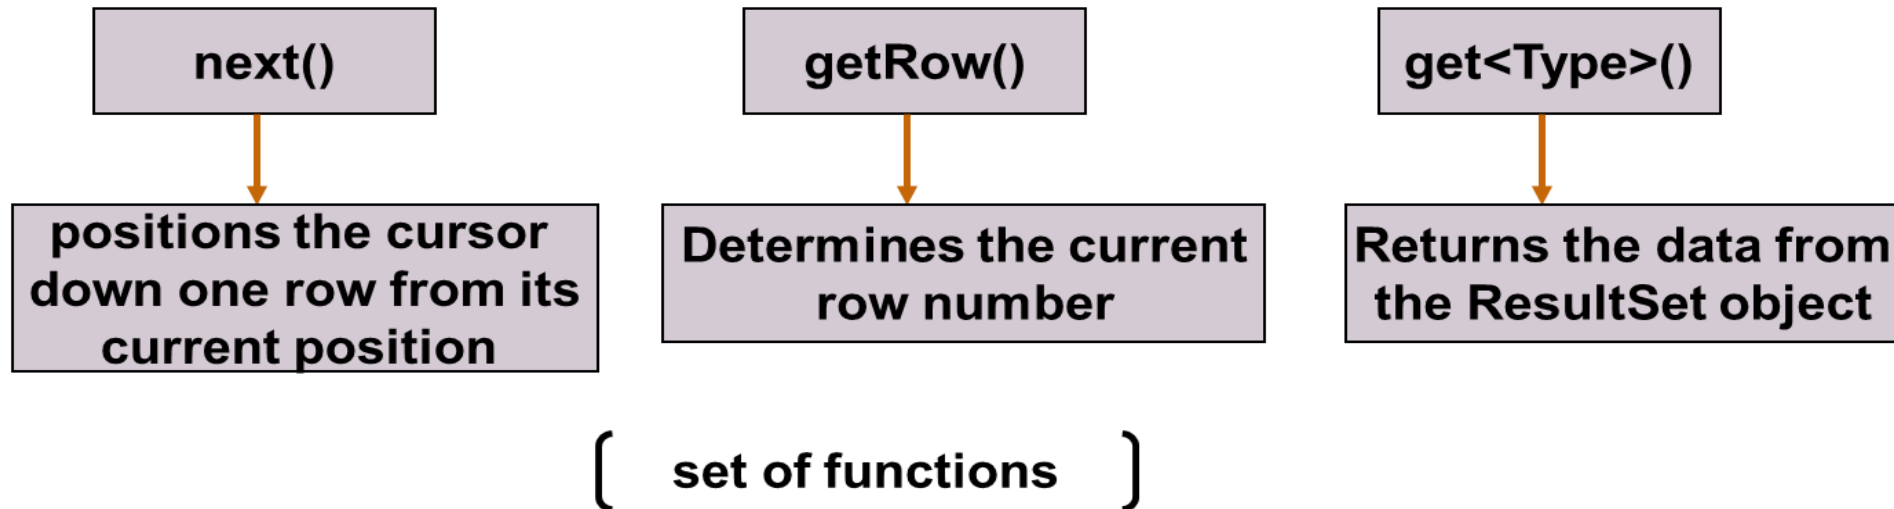 next()
getRow()
get<Type>()
positions the cursor
down one row from its
current position
Determines the current
row number
Returns the data from
the ResultSet object
set of functions